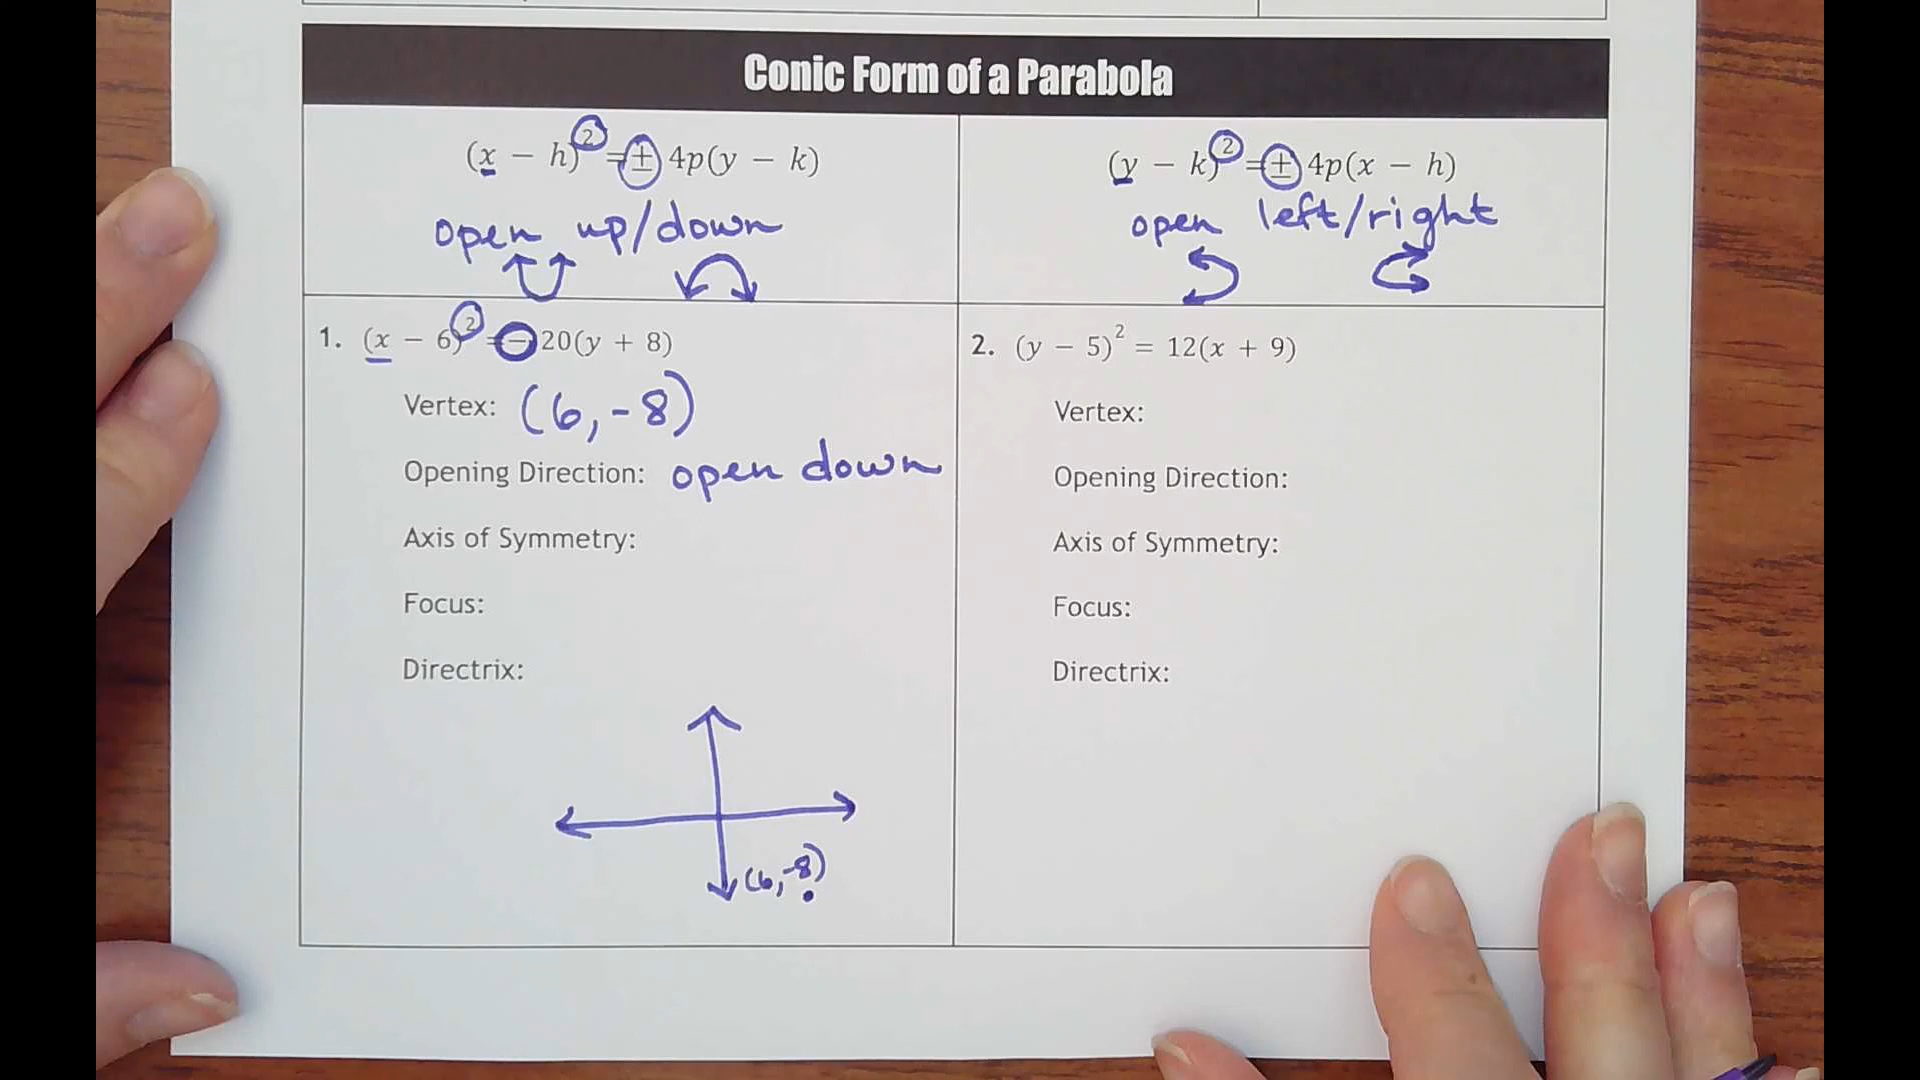 Conic Form of a Parabola
(x − h)² = ± 4p(y − k)
open up/down
(y − k)² = ± 4p(x − h)
open left/right
1. (x − 6)² = −20(y + 8)
Vertex: (6, -8)
Opening Direction: open down
Axis of Symmetry:
Focus:
Directrix:
(6, -8)
2. (y − 5)² = 12(x + 9)
Vertex:
Opening Direction:
Axis of Symmetry:
Focus:
Directrix: